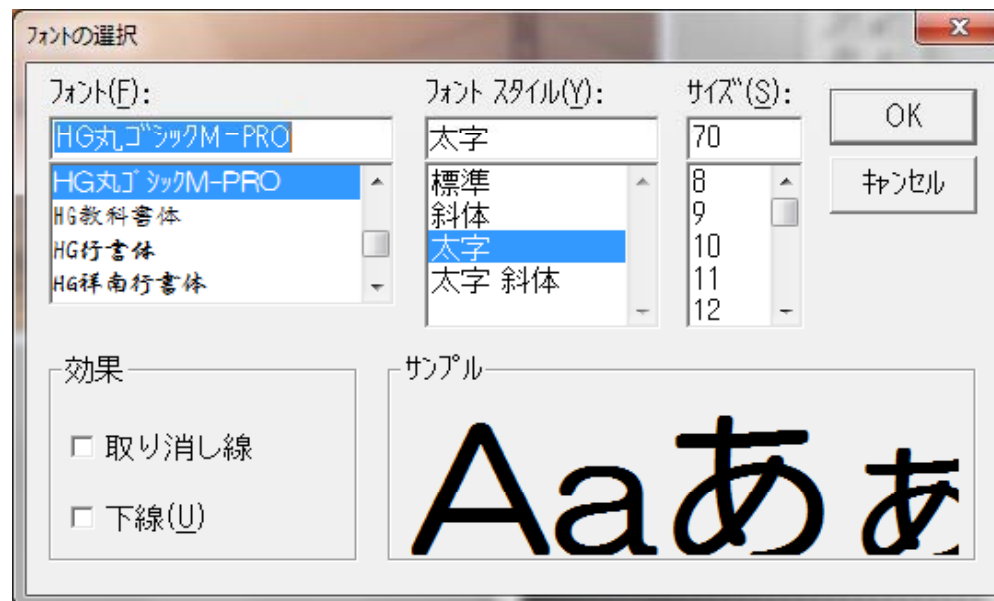 フォントの選択
x
フォント(F):
HG丸ゴシックM-PRO
HG丸ゴシックM-PRO
HG教科書体
HG行書体
HG祥南行書体
フォント スタイル(Y):
太字
標準
斜体
太字
太字 斜体
サイズ(S):
70
8
9
10
11
12
OK
キャンセル
効果
取り消し線
下線(U)
サンプル
Aaあぁ